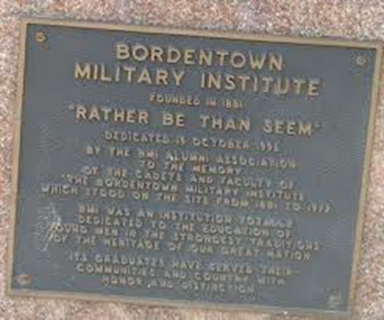 BORDENTOWN
MILITARY INSTITUTE
FOUNDED IN 1881
"RATHER BE THAN SEEM"
DEDICATED 15 OCTOBER
BY THE BMI ALUMNI ASSOCIATION
TO THE MEMORY
OF THE CADETS AND FACULTY OF
THE BORDENTOWN MILITARY INSTITUTE
WHICH STOOD ON THE SITE FROM 1881 TO
BMI WAS AN INSTITUTION TOTALLY
DEDICATED TO THE EDUCATION OF
YOUNG MEN IN THE STRONGEST TRADITIONS
OF THE HERITAGE OF OUR GREAT NATION
ITS GRADUATES HAVE SERVED THEIR
COMMUNITIES AND COUNTRY WITH
HONOR AND DISTINCTION